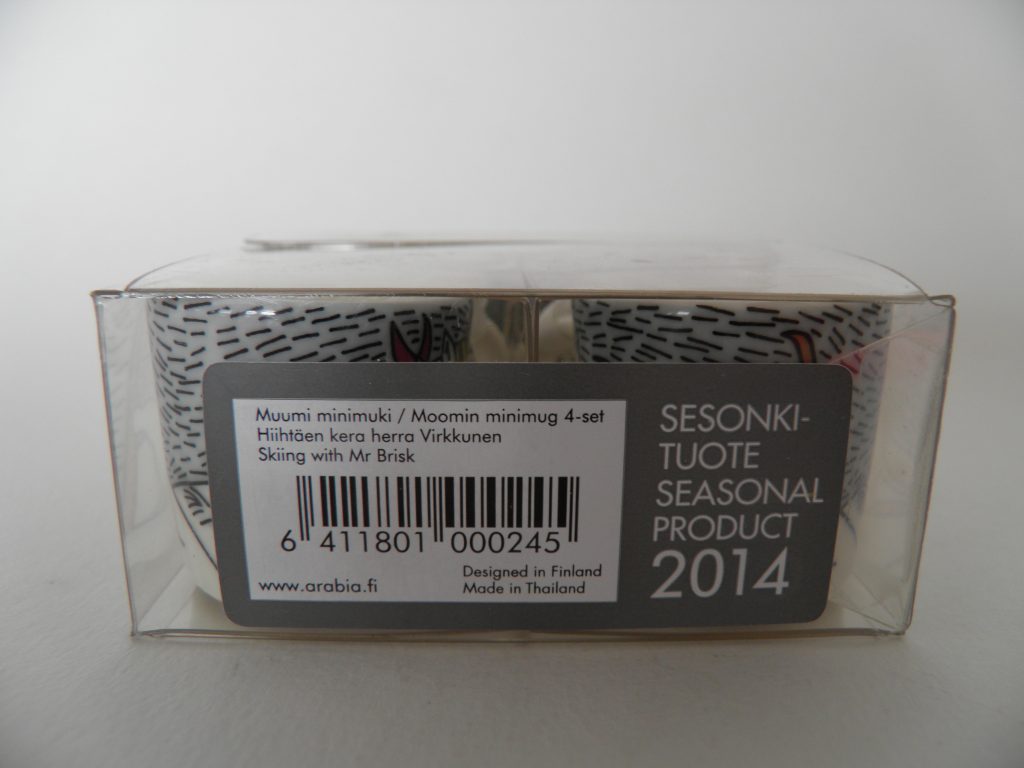 Muumi minimuki / Moomin minimug 4-set
Hiihtäen kera herra Virkkunen
Skiing with Mr Brisk
6 411801 000245
www.arabia.fi
Designed in Finland
Made in Thailand
SESONKI-
TUOTE
SEASONAL
PRODUCT
2014